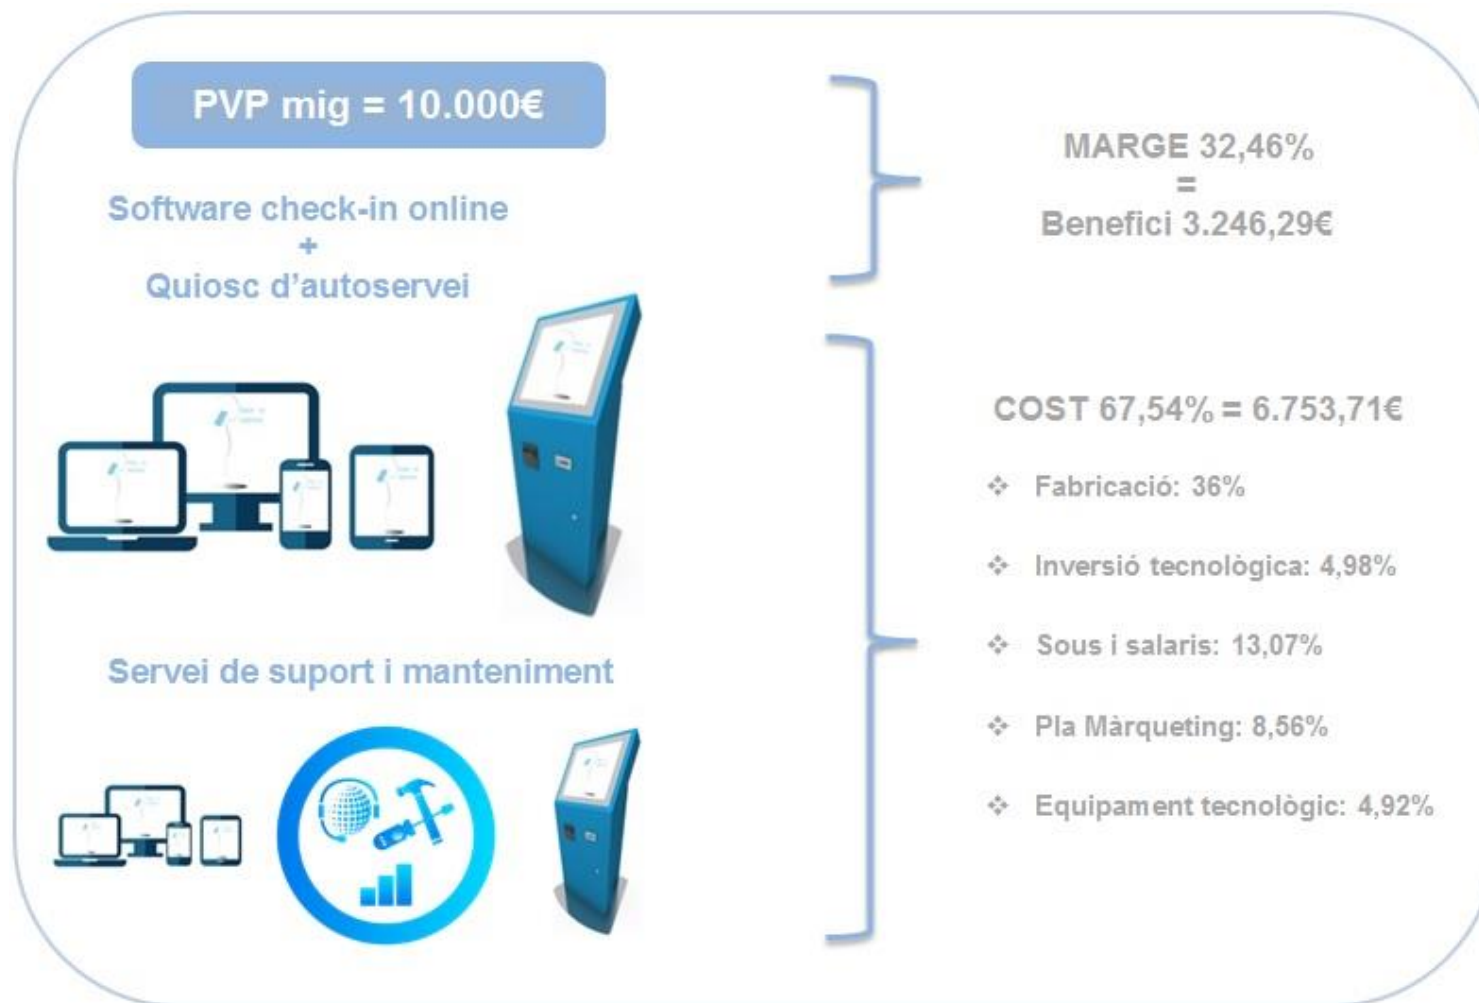 PVP mig = 10.000€
Software check-in online
+
Quiosc d’autoservei
Servei de suport i manteniment
MARGE 32,46%
=
Benefici 3.246,29€
COST 67,54% = 6.753,71€
❖ Fabricació: 36%
❖ Inversió tecnològica: 4,98%
❖ Sous i salaris: 13,07%
❖ Pla Màrqueting: 8,56%
❖ Equipament tecnològic: 4,92%